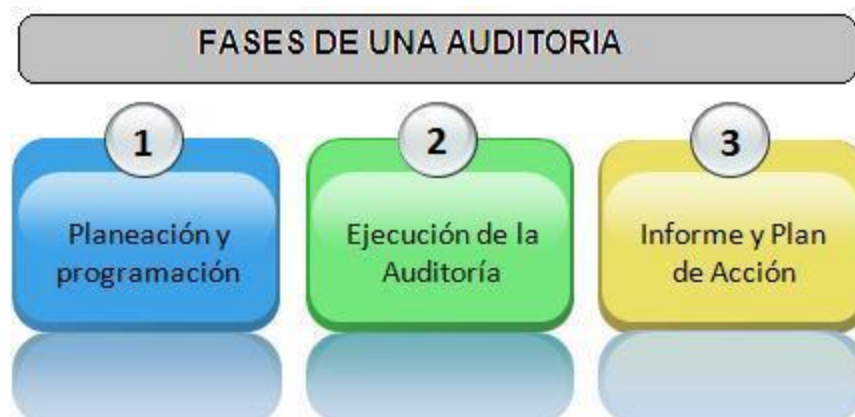 FASES DE UNA AUDITORIA
1
2
3
Planeación y
programación
Ejecución de la
Auditoría
Informe y Plan
de Acción